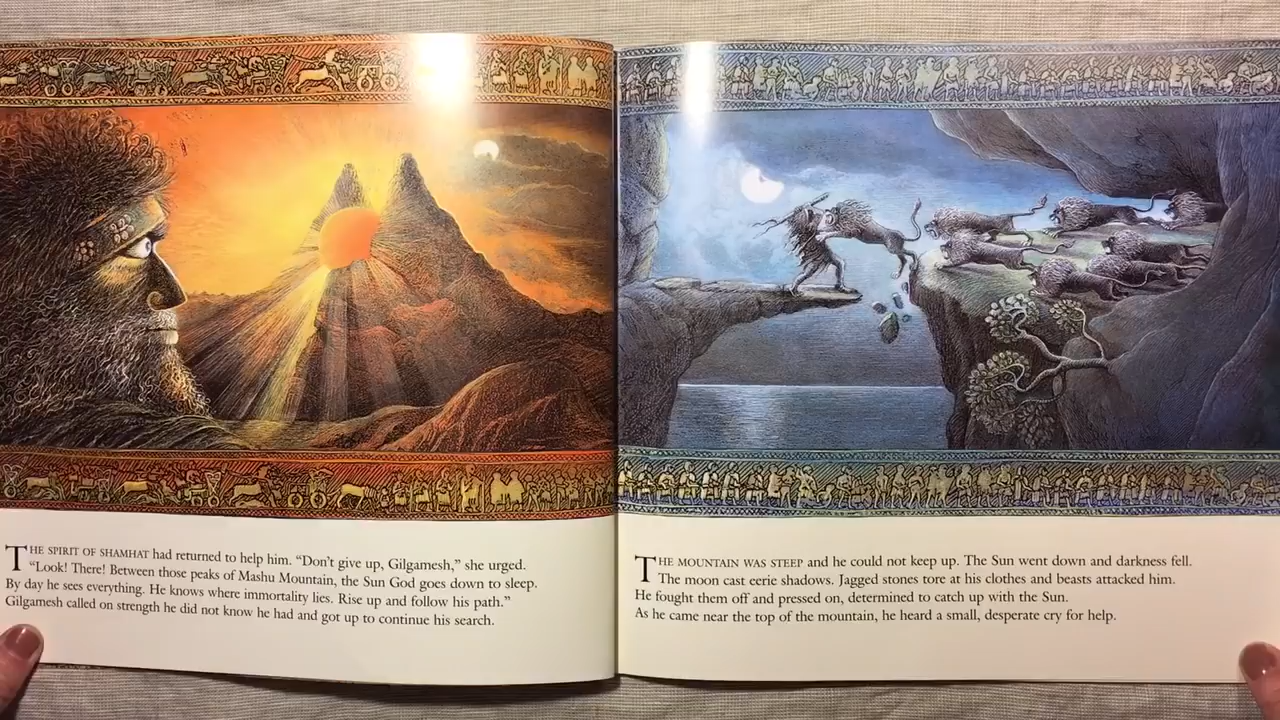 THE SPIRIT OF SHAMHAT had returned to help him. “Don’t give up, Gilgamesh,” she urged.
“Look! There! Between those peaks of Mashu Mountain, the Sun God goes down to sleep.
By day he sees everything. He knows where immortality lies. Rise up and follow his path.”
Gilgamesh called on strength he did not know he had and got up to continue his search.
THE MOUNTAIN WAS STEEP and he could not keep up. The Sun went down and darkness fell.
The moon cast eerie shadows. Jagged stones tore at his clothes and beasts attacked him.
He fought them off and pressed on, determined to catch up with the Sun.
As he came near the top of the mountain, he heard a small, desperate cry for help.